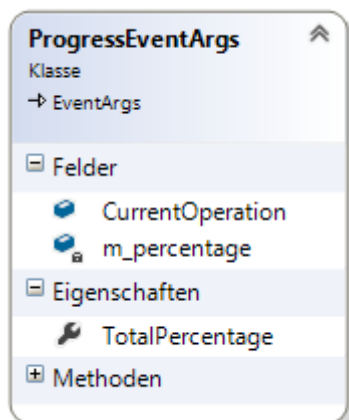 ProgressEventArgs
Klasse
EventArgs
Felder
CurrentOperation
m_percentage
Eigenschaften
TotalPercentage
Methoden